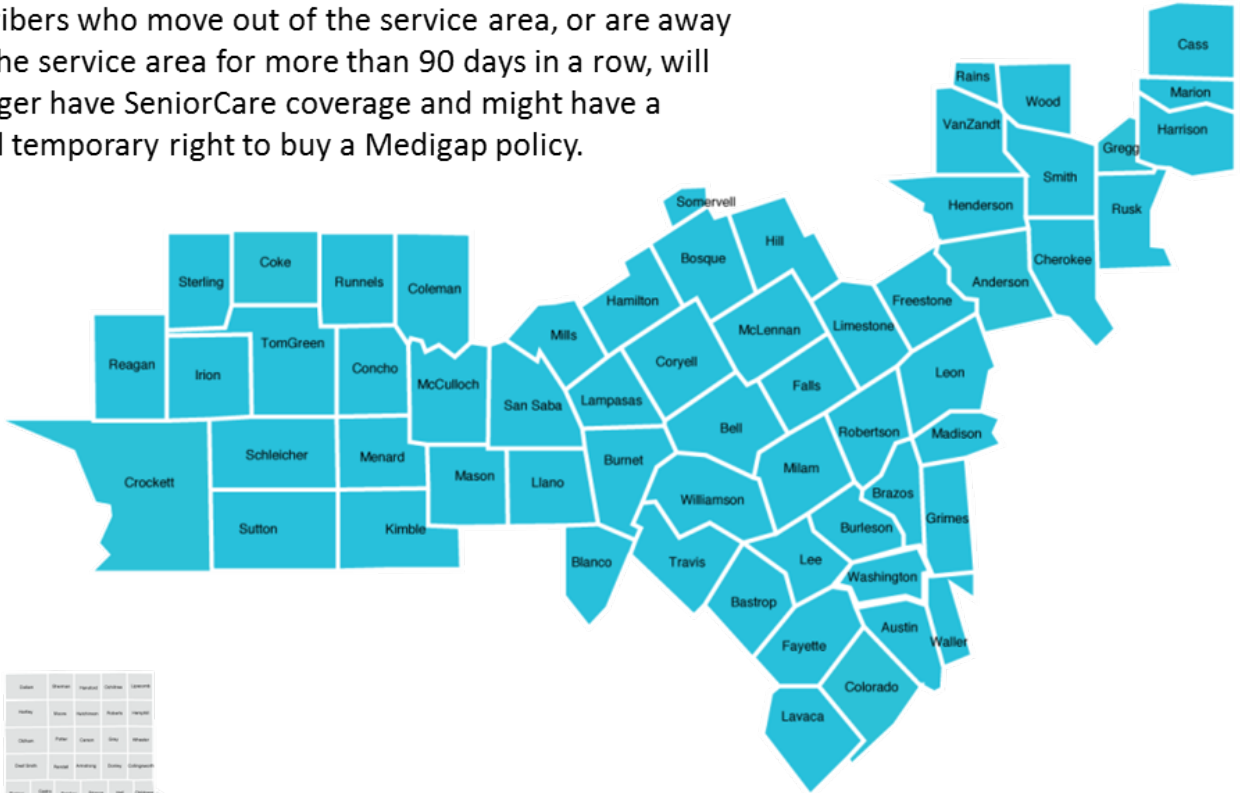 ibers who move out of the service area, or are away
he service area for more than 90 days in a row, will
ger have SeniorCare coverage and might have a
l temporary right to buy a Medigap policy.
Cass
Rains
Wood
Marion
VanZandt
Harrison
Gregg
Smith
Henderson
Rusk
Somervell
Hill
Bosque
Cherokee
Coke
Sterling
Runnels
Coleman
Anderson
Hamilton
Freestone
Mills
McLennan
Limestone
TomGreen
Reagan
Irion
Concho
McCulloch
Coryell
Leon
San Saba
Lampasas
Falls
Bell
Robertson
Madison
Schleicher
Menard
Burnet
Milam
Crockett
Mason
Llano
Williamson
Brazos
Grimes
Sutton
Kimble
Burleson
Blanco
Travis
Lee
Washington
Bastrop
Austin
Waller
Fayette
Colorado
Lavaca